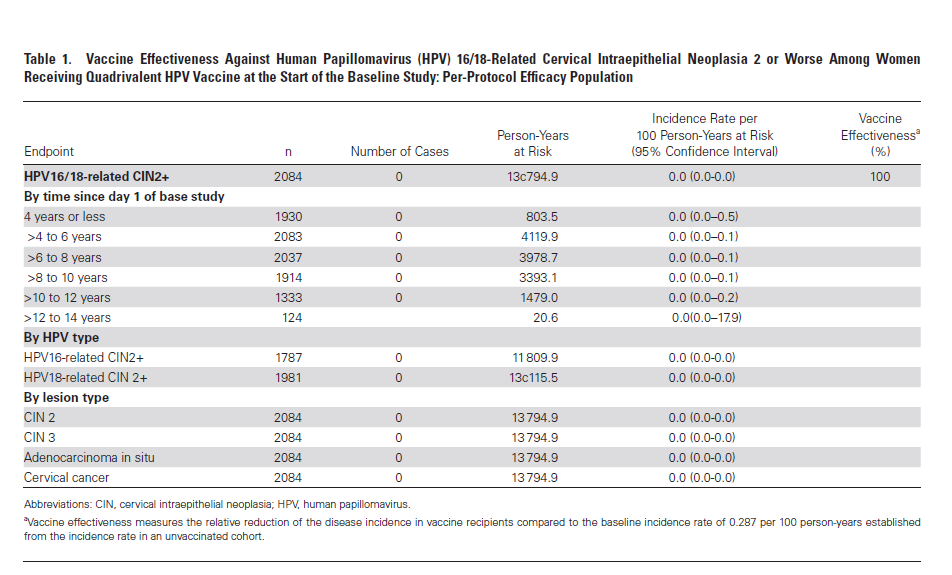 Table 1. Vaccine Effectiveness Against Human Papillomavirus (HPV) 16/18-Related Cervical Intraepithelial Neoplasia 2 or Worse Among Women
Receiving Quadrivalent HPV Vaccine at the Start of the Baseline Study: Per-Protocol Efficacy Population
Endpoint n Number of Cases Person-Years at Risk Incidence Rate per 100 Person-Years at Risk (95% Confidence Interval) Vaccine Effectivenessa (%)
HPV16/18-related CIN2+ 2084 0 13c794.9 0.0 (0.0-0.0) 100
By time since day 1 of base study
4 years or less 1930 0 803.5 0.0 (0.0–0.5)
>4 to 6 years 2083 0 4119.9 0.0 (0.0–0.1)
>6 to 8 years 2037 0 3978.7 0.0 (0.0–0.1)
>8 to 10 years 1914 0 3393.1 0.0 (0.0–0.1)
>10 to 12 years 1333 0 1479.0 0.0 (0.0–0.2)
>12 to 14 years 124 20.6 0.0(0.0–17.9)
By HPV type
HPV16-related CIN2+ 1787 0 11 809.9 0.0 (0.0-0.0)
HPV18-related CIN 2+ 1981 0 13c115.5 0.0 (0.0-0.0)
By lesion type
CIN 2 2084 0 13 794.9 0.0 (0.0-0.0)
CIN 3 2084 0 13 794.9 0.0 (0.0-0.0)
Adenocarcinoma in situ 2084 0 13 794.9 0.0 (0.0-0.0)
Cervical cancer 2084 0 13 794.9 0.0 (0.0-0.0)
Abbreviations: CIN, cervical intraepithelial neoplasia; HPV, human papillomavirus.
aVaccine effectiveness measures the relative reduction of the disease incidence in vaccine recipients compared to the baseline incidence rate of 0.287 per 100 person-years established
from the incidence rate in an unvaccinated cohort.